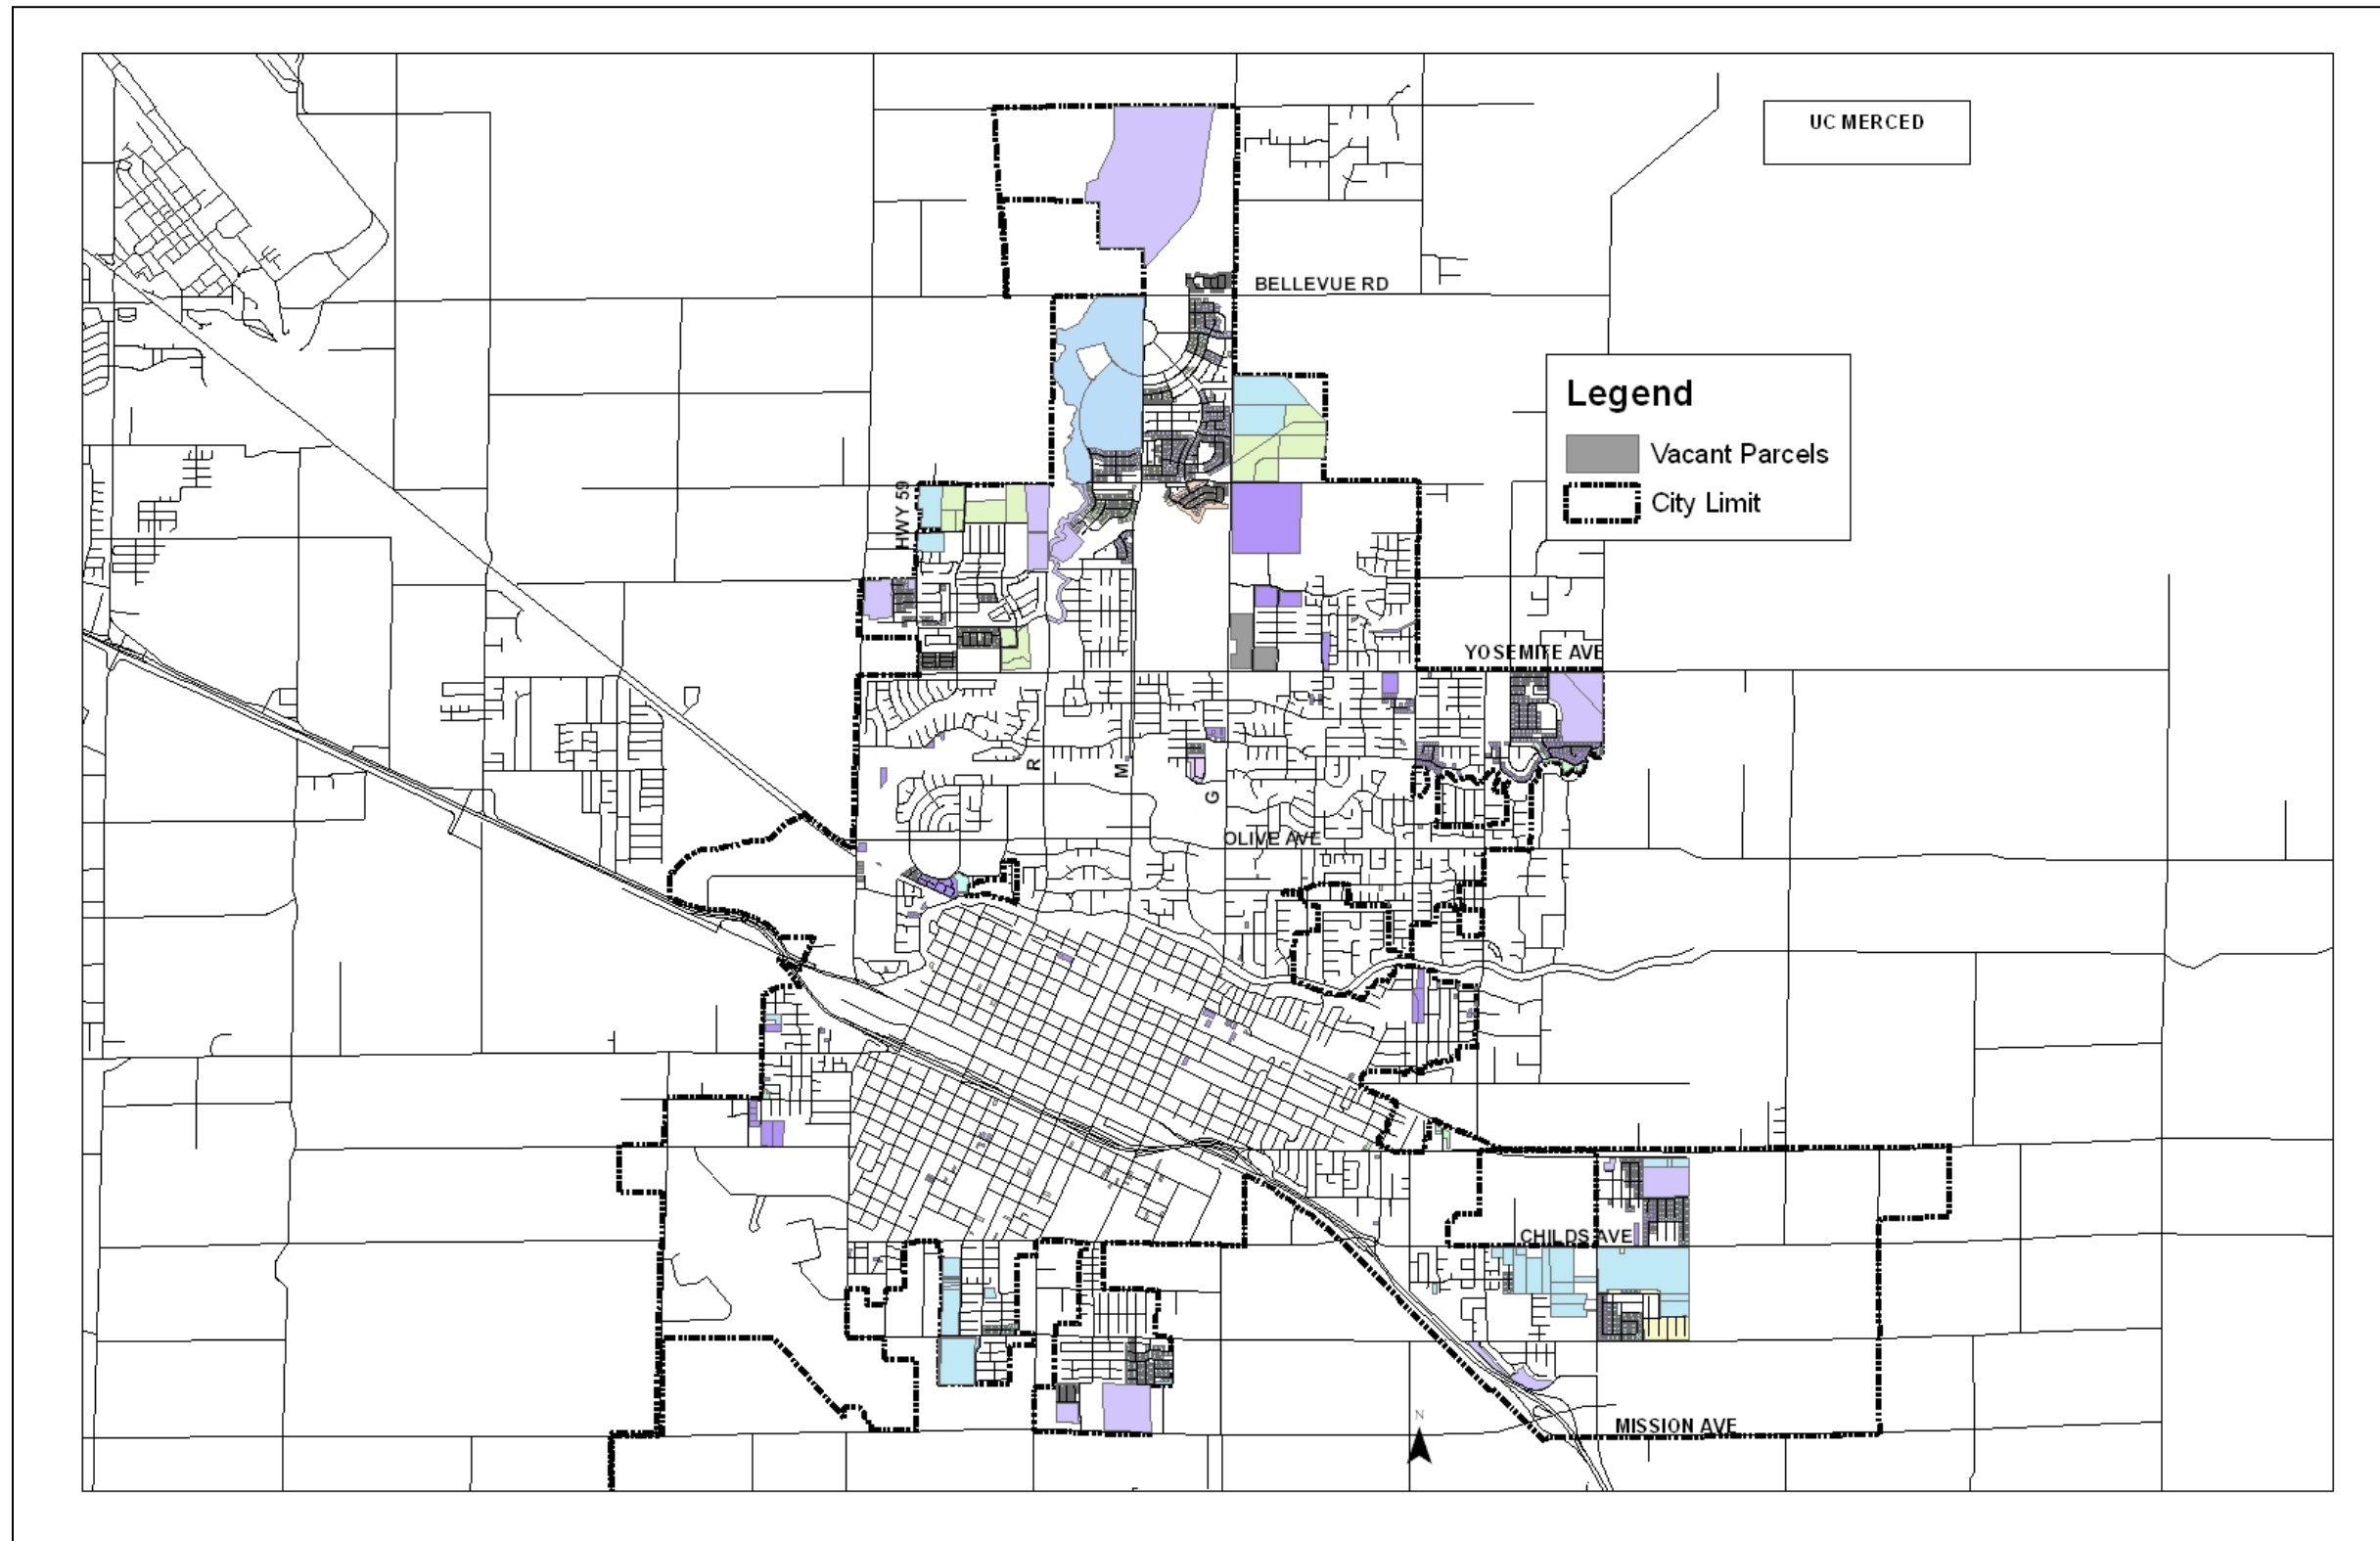 UC MERCED
BELLEVUE RD
Legend
Vacant Parcels
City Limit
HWY 59
YOSEMITE AVE
R
M
G
OLIVE AVE
CHILDS AVE
N
MISSION AVE